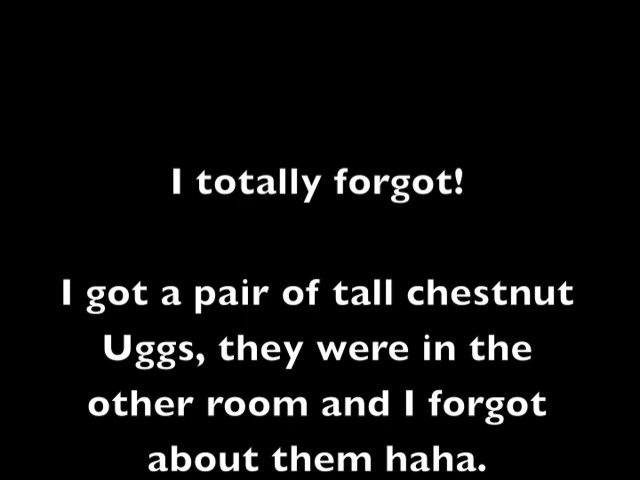 I totally forgot!
I got a pair of tall chestnut
Uggs, they were in the
other room and I forgot
about them haha.